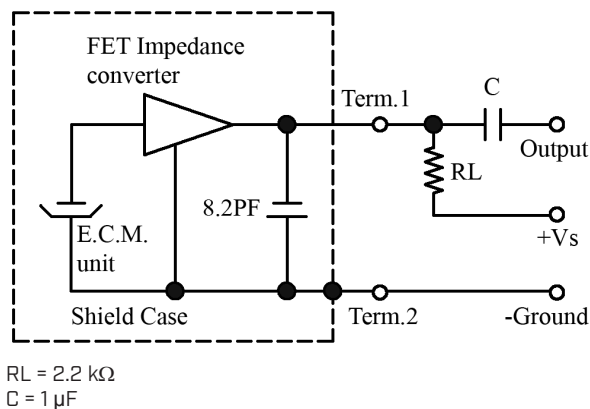 FET Impedance
converter
Term.1
C
Output
RL
8.2PF
+Vs
E.C.M.
unit
Shield Case
Term.2
-Ground
RL = 2.2 kΩ
C = 1 µF